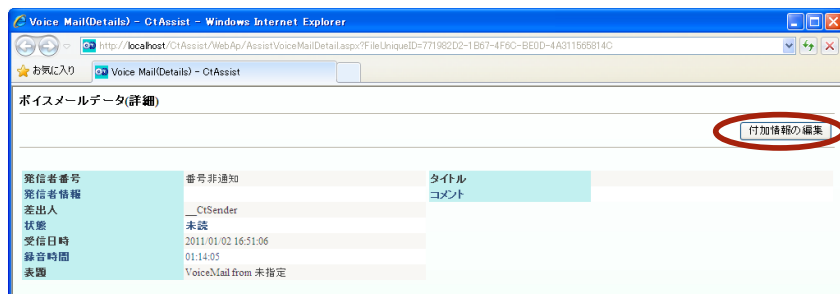 Voice Mail(Details) - CtAssist - Windows Internet Explorer
http://localhost/CtAssist/WebAp/AssistVoiceMailDetail.aspx?FileUniqueID=771982D2-1B67-4F6C-BE0D-4A311565814C
お気に入り Voice Mail(Details) - CtAssist
ボイスメールデータ(詳細)
付加情報の編集
発信者番号 番号非通知 タイトル
発信者情報 コメント
差出人 __CtSender
状態 未読
受信日時 2011/01/02 16:51:06
録音時間 01:14:05
表題 VoiceMail from 未指定